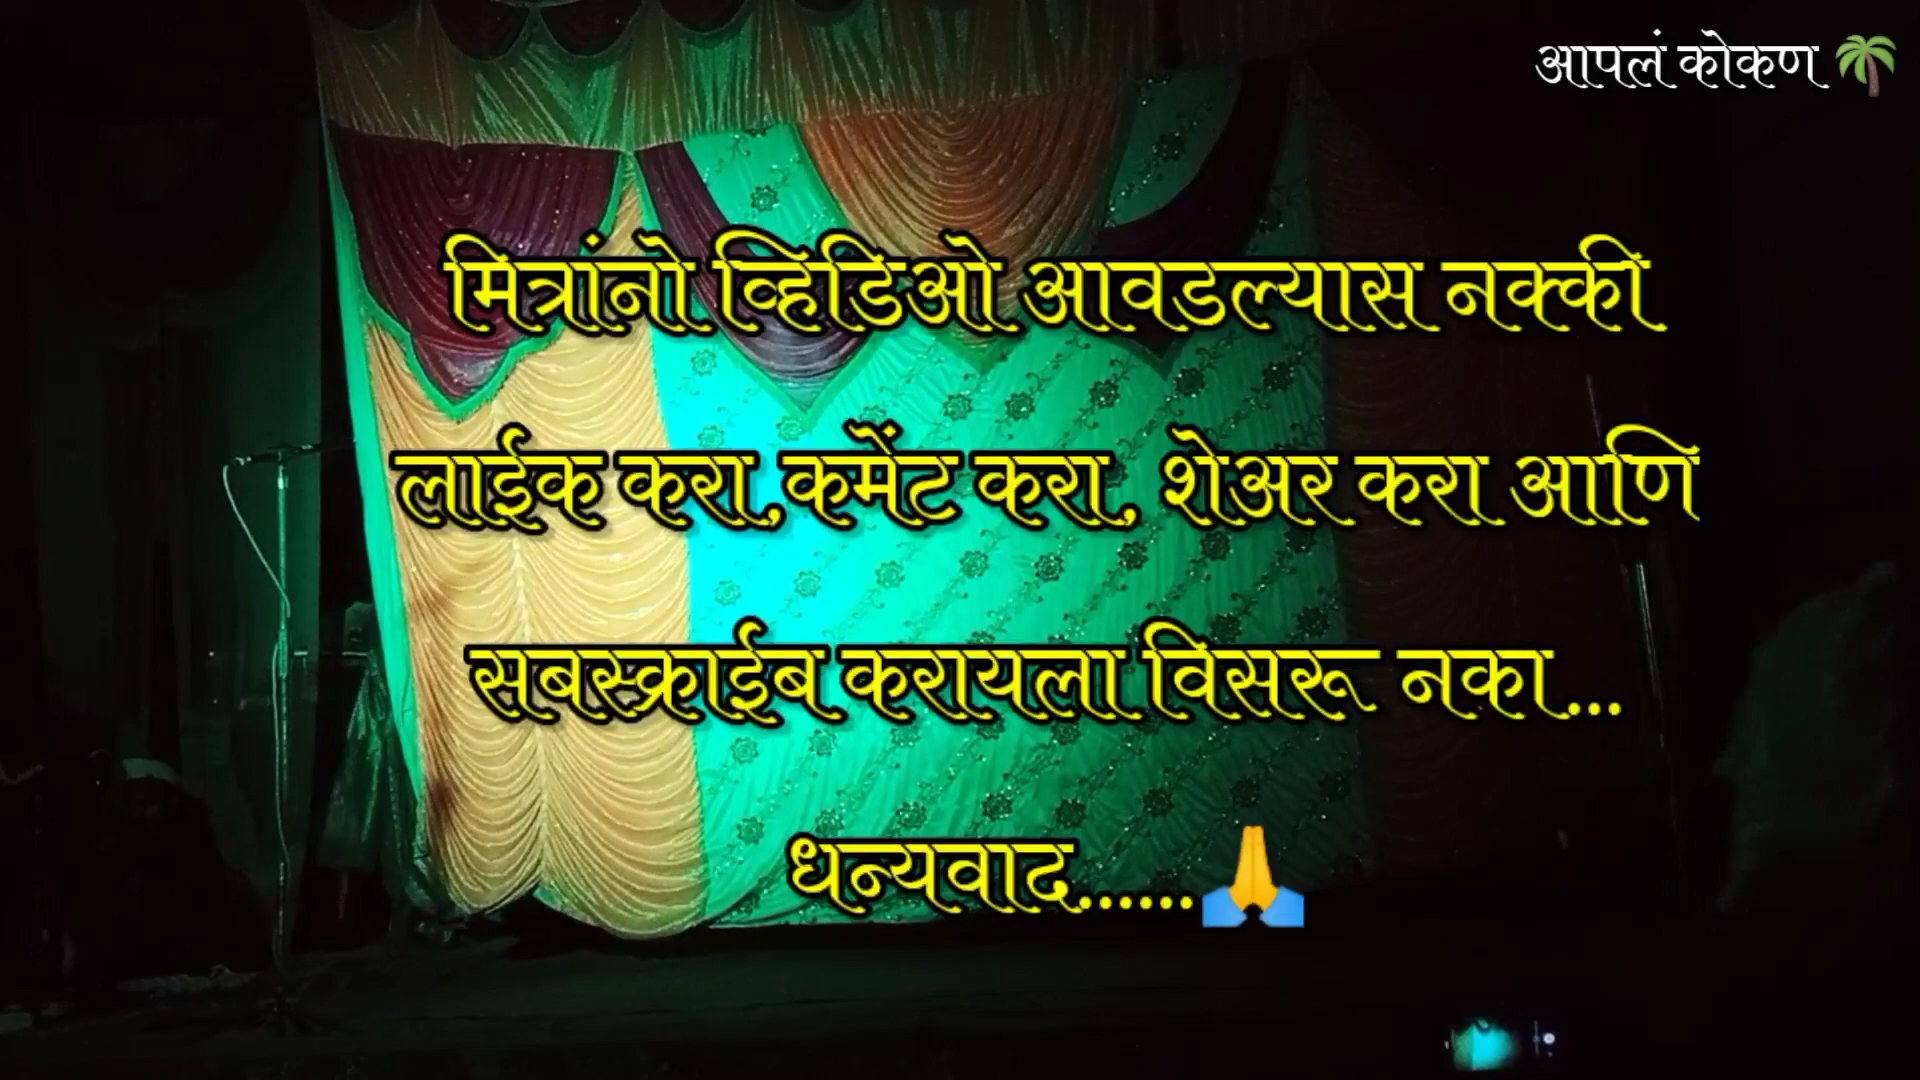 आपलं कोकण 🌴
मित्रांनो व्हिडिओ आवडल्यास नक्की
लाईक करा,कमेंट करा, शेअर करा आणि
सबस्क्राईब करायला विसरू नका...
धन्यवाद......🙏